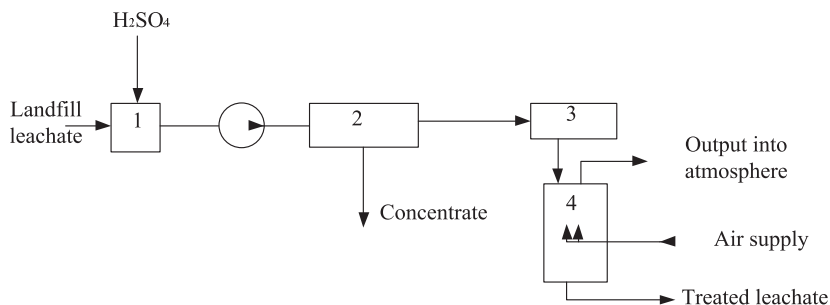 H₂SO₄
Landfill
leachate
1
2
3
Output into
atmosphere
4
Concentrate
Air supply
Treated leachate